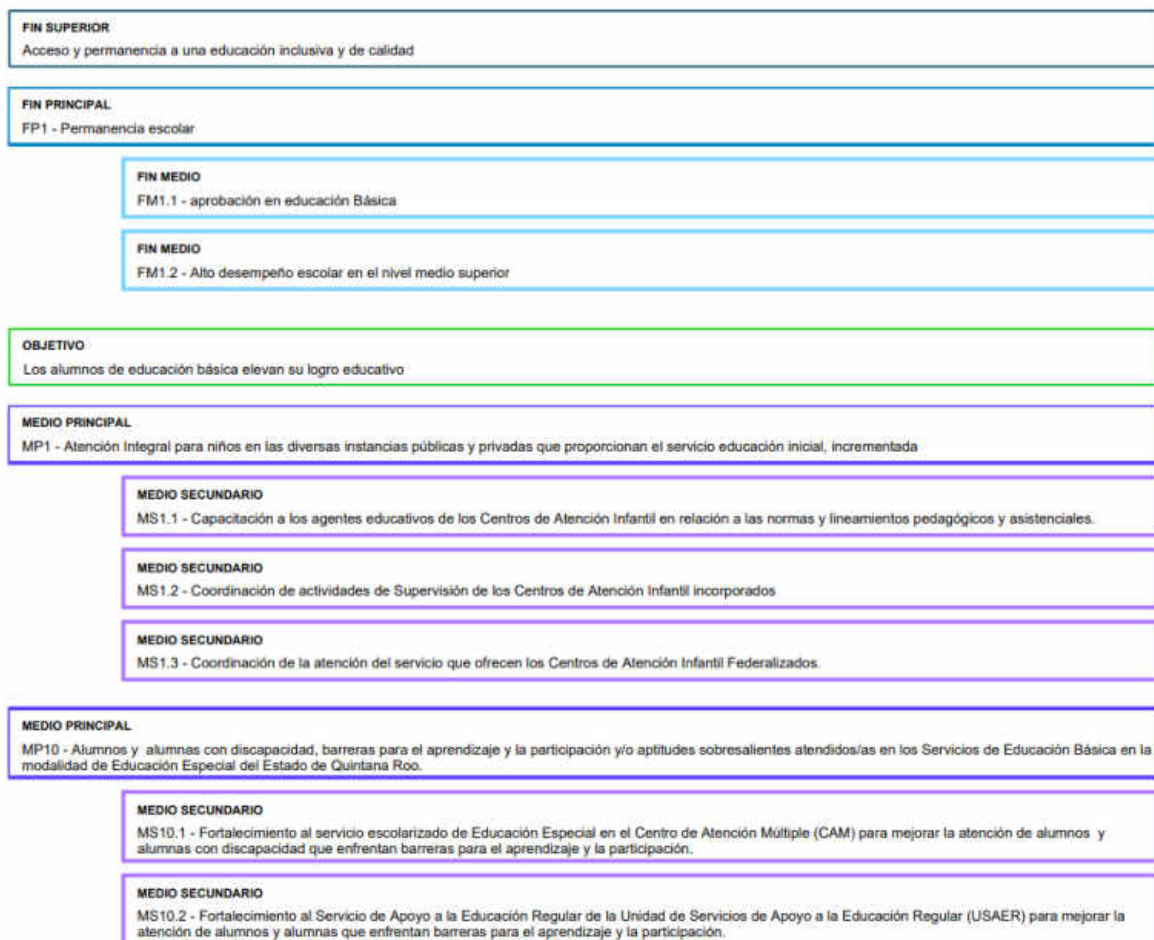 FIN SUPERIOR
Acceso y permanencia a una educación inclusiva y de calidad
FIN PRINCIPAL
FP1 - Permanencia escolar
FIN MEDIO
FM1.1 - aprobación en educación Básica
FIN MEDIO
FM1.2 - Alto desempeño escolar en el nivel medio superior
OBJETIVO
Los alumnos de educación básica elevan su logro educativo
MEDIO PRINCIPAL
MP1 - Atención Integral para niños en las diversas instancias públicas y privadas que proporcionan el servicio educación inicial, incrementada
MEDIO SECUNDARIO
MS1.1 - Capacitación a los agentes educativos de los Centros de Atención Infantil en relación a las normas y lineamientos pedagógicos y asistenciales.
MEDIO SECUNDARIO
MS1.2 - Coordinación de actividades de Supervisión de los Centros de Atención Infantil incorporados
MEDIO SECUNDARIO
MS1.3 - Coordinación de la atención del servicio que ofrecen los Centros de Atención Infantil Federalizados.
MEDIO PRINCIPAL
MP10 - Alumnos y alumnas con discapacidad, barreras para el aprendizaje y la participación y/o aptitudes sobresalientes atendidos/as en los Servicios de Educación Básica en la
modalidad de Educación Especial del Estado de Quintana Roo.
MEDIO SECUNDARIO
MS10.1 - Fortalecimiento al servicio escolarizado de Educación Especial en el Centro de Atención Múltiple (CAM) para mejorar la atención de alumnos y
alumnas con discapacidad que enfrentan barreras para el aprendizaje y la participación.
MEDIO SECUNDARIO
MS10.2 - Fortalecimiento al Servicio de Apoyo a la Educación Regular de la Unidad de Servicios de Apoyo a la Educación Regular (USAER) para mejorar la
atención de alumnos y alumnas que enfrentan barreras para el aprendizaje y la participación.